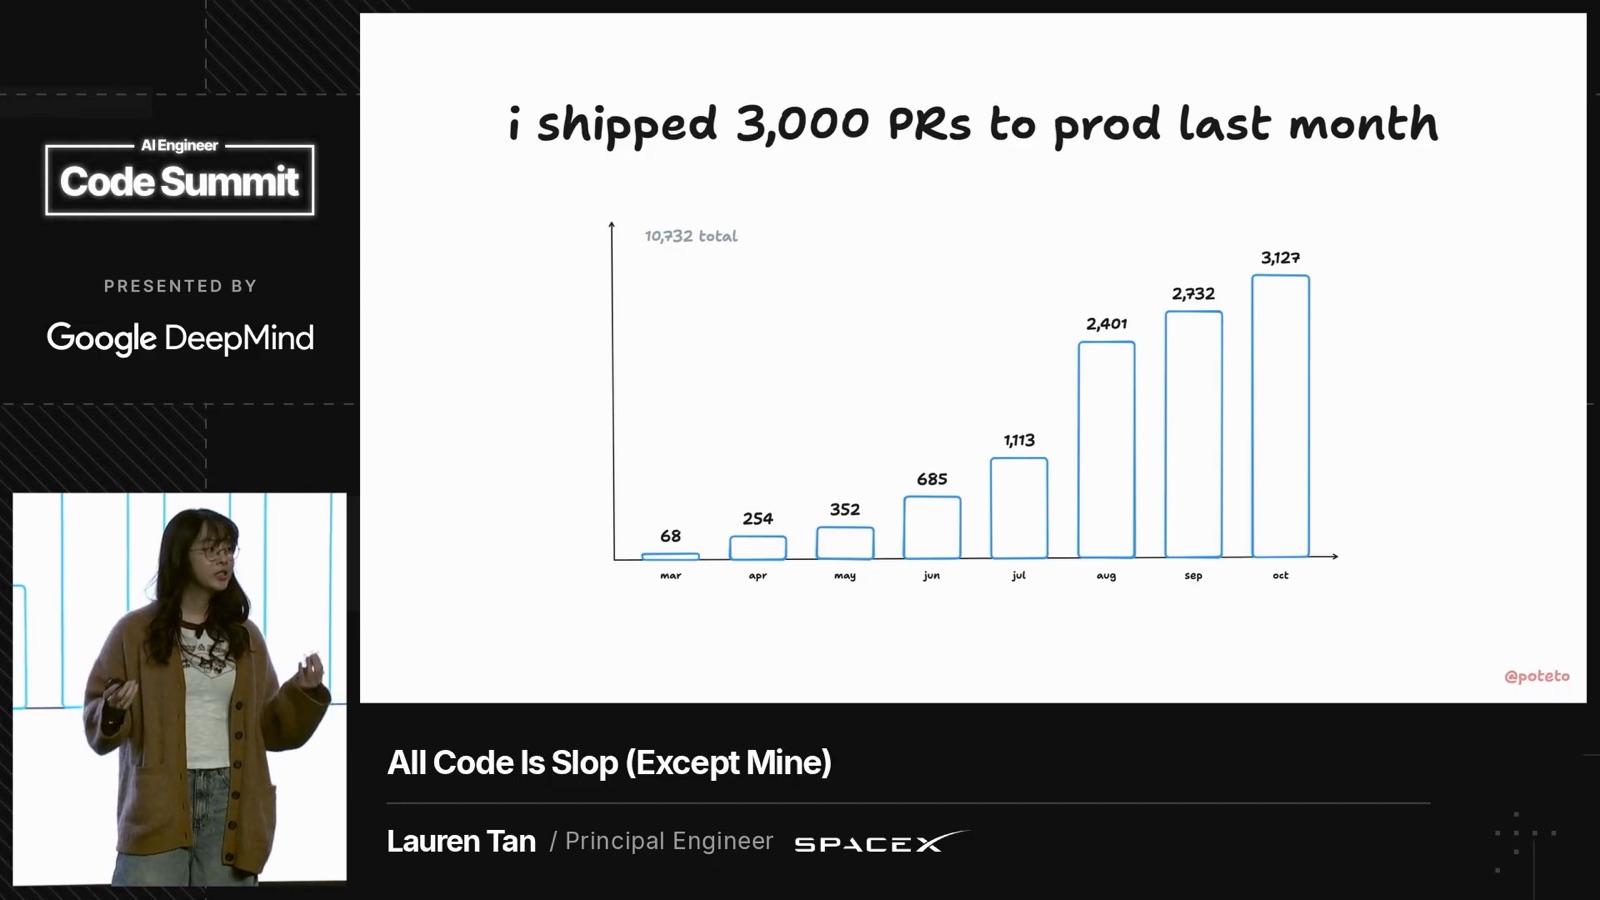 AI Engineer
Code Summit
PRESENTED BY
Google DeepMind
i shipped 3,000 PRs to prod last month
10,732 total
68
254
352
685
1,113
2,401
2,732
3,127
mar
apr
may
jun
jul
aug
sep
oct
@poteto
All Code Is Slop (Except Mine)
Lauren Tan / Principal Engineer SPACEX